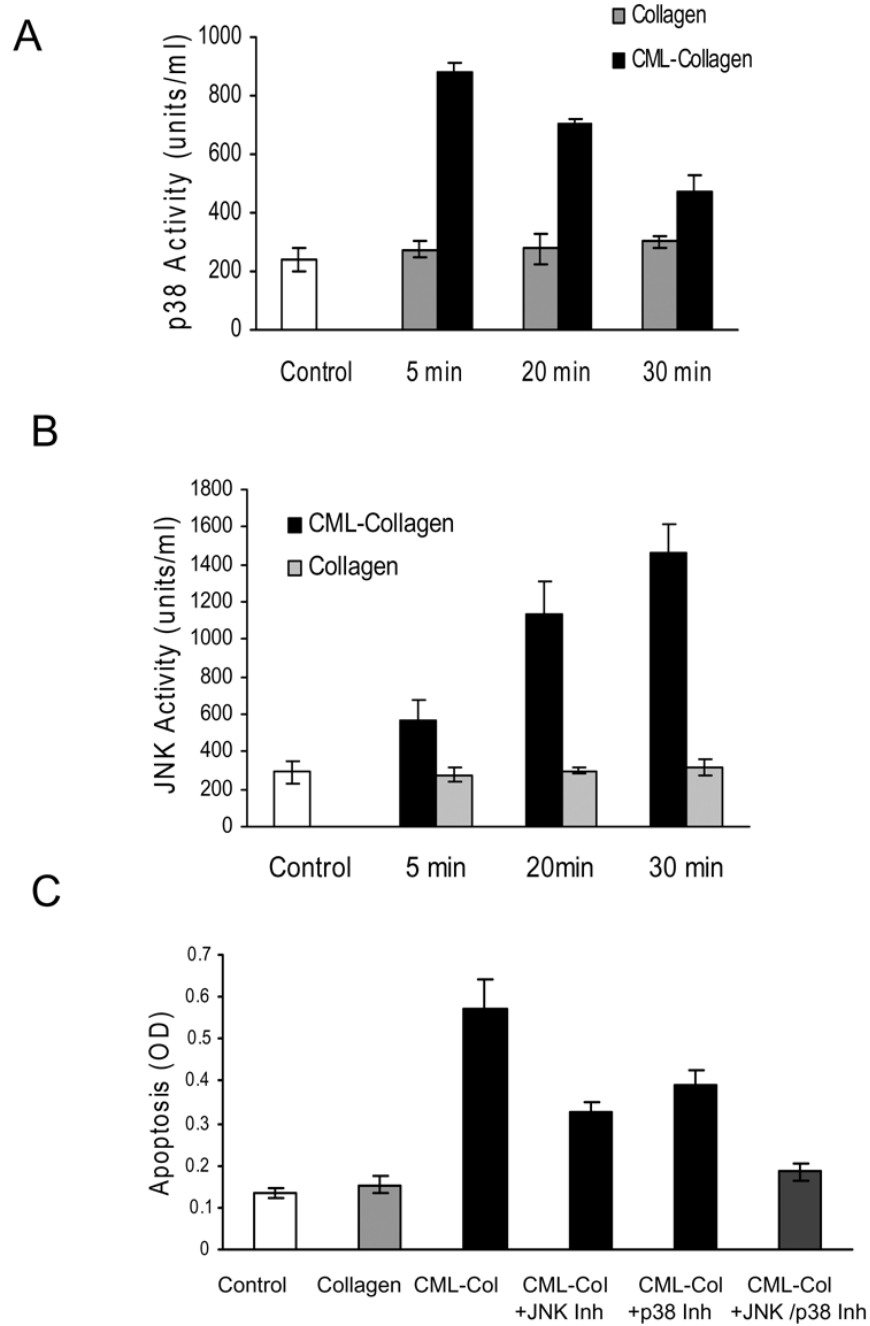 A
Collagen
CML-Collagen
p38 Activity (units/ml)
1000
800
600
400
200
0
Control
5 min
20 min
30 min
B
CML-Collagen
Collagen
JNK Activity (units/ml)
1800
1600
1400
1200
1000
800
600
400
200
0
Control
5 min
20min
30 min
C
Apoptosis (OD)
0.7
0.6
0.5
0.4
0.3
0.2
0.1
0
Control
Collagen
CML-Col
CML-Col
+JNK Inh
CML-Col
+p38 Inh
CML-Col
+JNK /p38 Inh